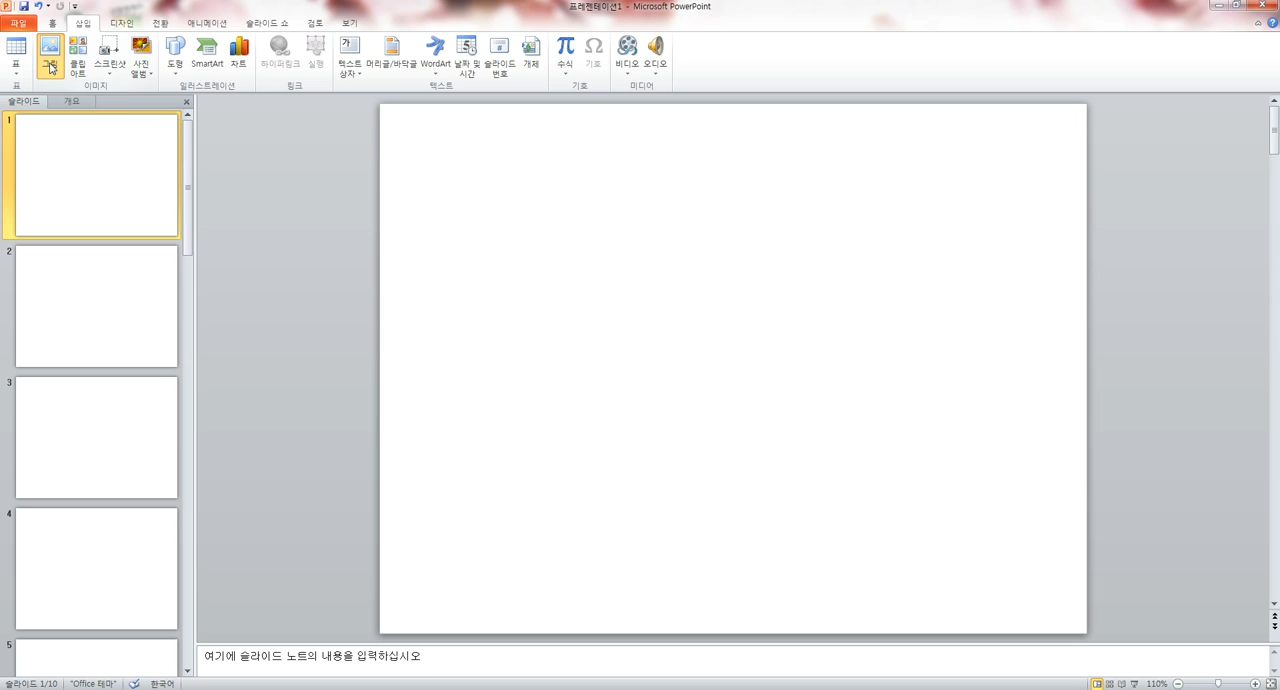 프레젠테이션1 - Microsoft PowerPoint
파일 홈 삽입 디자인 전환 애니메이션 슬라이드 쇼 검토 보기
표 그림 클립 아트 스크린샷 사진 앨범 도형 SmartArt 차트 하이퍼링크 실행 텍스트 상자 머리글/바닥글 WordArt 날짜 및 시간 슬라이드 번호 개체 수식 기호 비디오 오디오
표 이미지 일러스트레이션 링크 텍스트 기호 미디어
슬라이드 개요
1
2
3
4
5
여기에 슬라이드 노트의 내용을 입력하십시오
슬라이드 1/10 "Office 테마" 한국어 110%